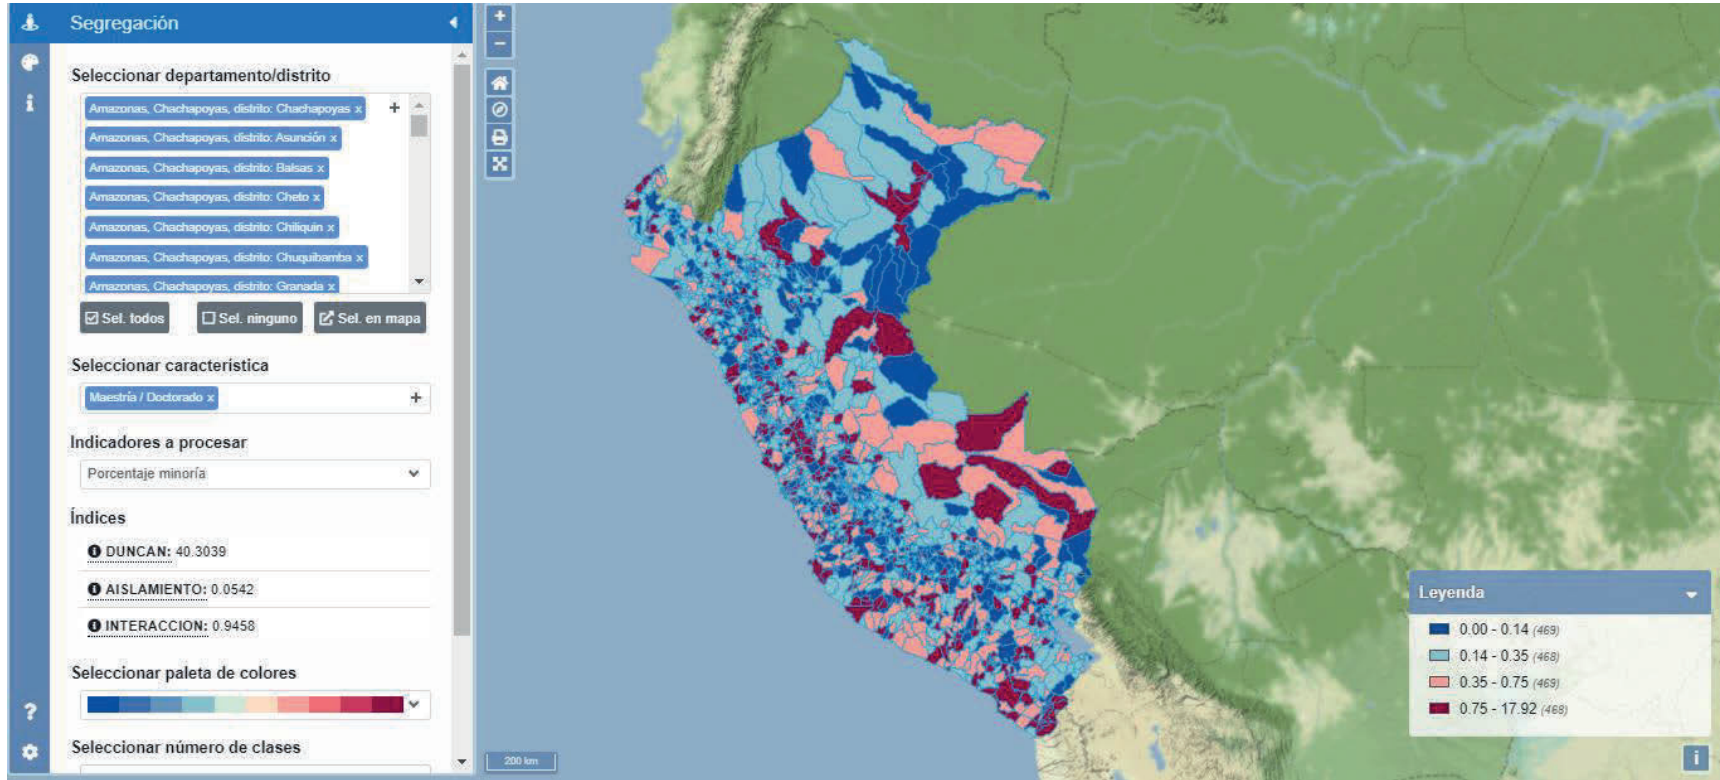 Segregación
Seleccionar departamento/distrito
Amazonas, Chachapoyas, distrito: Chachapoyas x
+
Amazonas, Chachapoyas, distrito: Asunción x
Amazonas, Chachapoyas, distrito: Balsas x
Amazonas, Chachapoyas, distrito: Cheto x
Amazonas, Chachapoyas, distrito: Chiliquin x
Amazonas, Chachapoyas, distrito: Chuquibamba x
Amazonas, Chachapoyas, distrito: Granada x
Sel. todos
Sel. ninguno
Sel. en mapa
Seleccionar característica
Maestría / Doctorado x
+
Indicadores a procesar
Porcentaje minoría
Índices
DUNCAN: 40.3039
AISLAMIENTO: 0.0542
INTERACCION: 0.9458
Seleccionar paleta de colores
Seleccionar número de clases
?
+
−
200 km
Leyenda
0.00 - 0.14 (469)
0.14 - 0.35 (468)
0.35 - 0.75 (469)
0.75 - 17.92 (468)
i